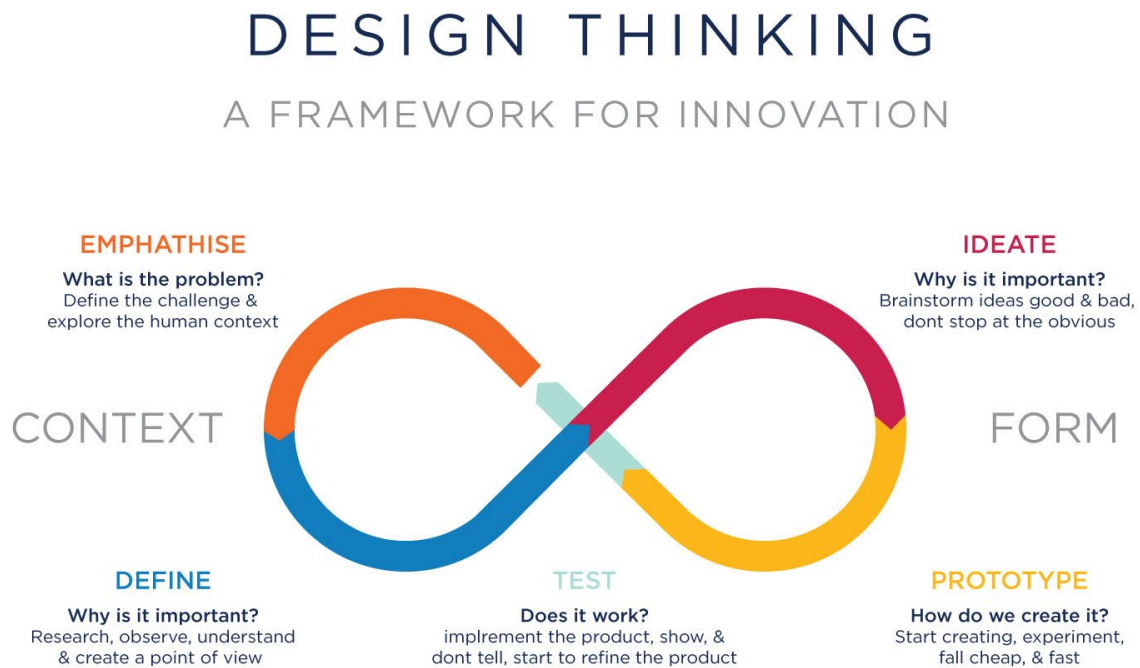 DESIGN THINKING
A FRAMEWORK FOR INNOVATION
EMPHATHISE
What is the problem?
Define the challenge &
explore the human context
IDEATE
Why is it important?
Brainstorm ideas good & bad,
dont stop at the obvious
CONTEXT
FORM
DEFINE
Why is it important?
Research, observe, understand
& create a point of view
TEST
Does it work?
implrement the product, show, &
dont tell, start to refine the product
PROTOTYPE
How do we create it?
Start creating, experiment,
fall cheap, & fast